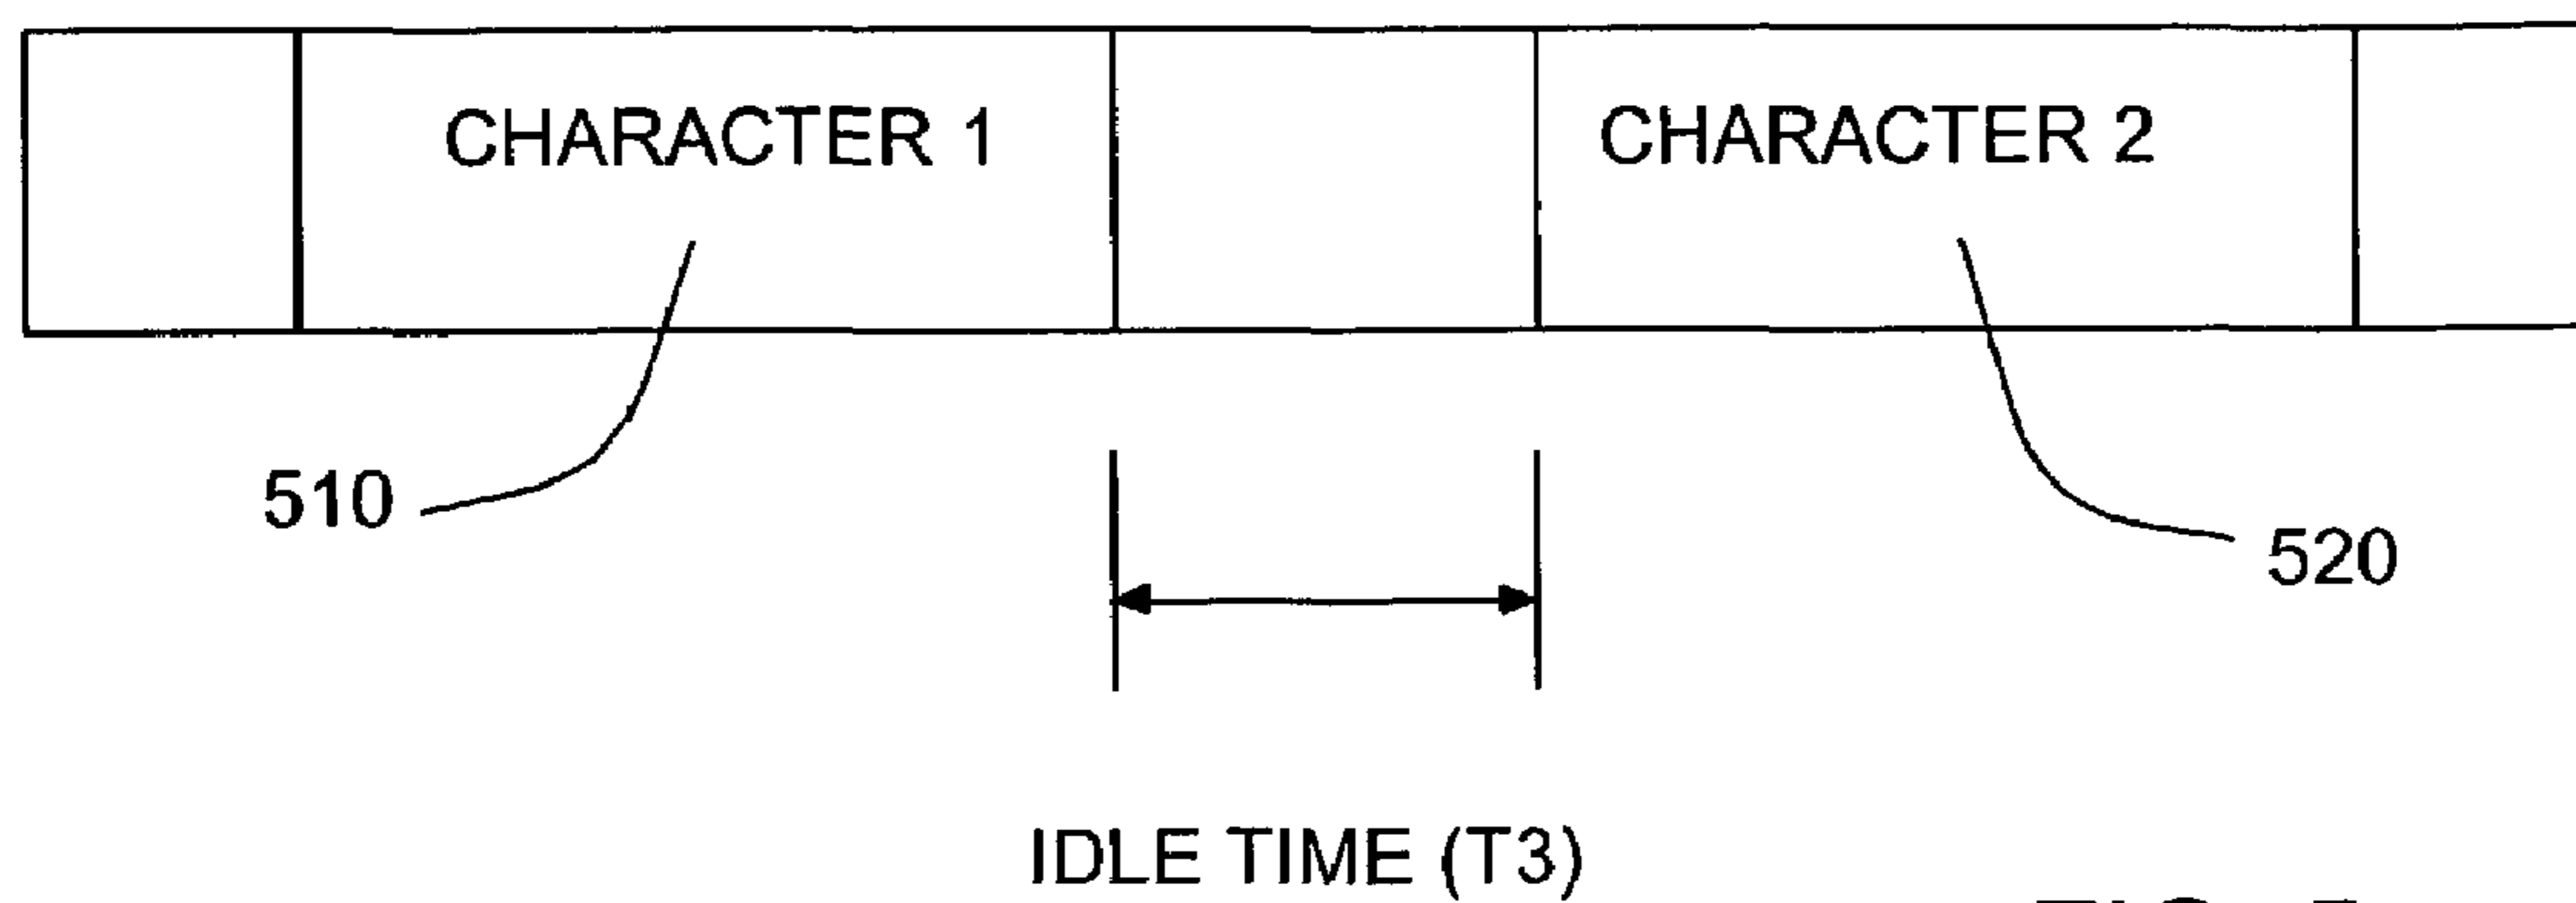 CHARACTER 1
CHARACTER 2
510
520
IDLE TIME (T3)